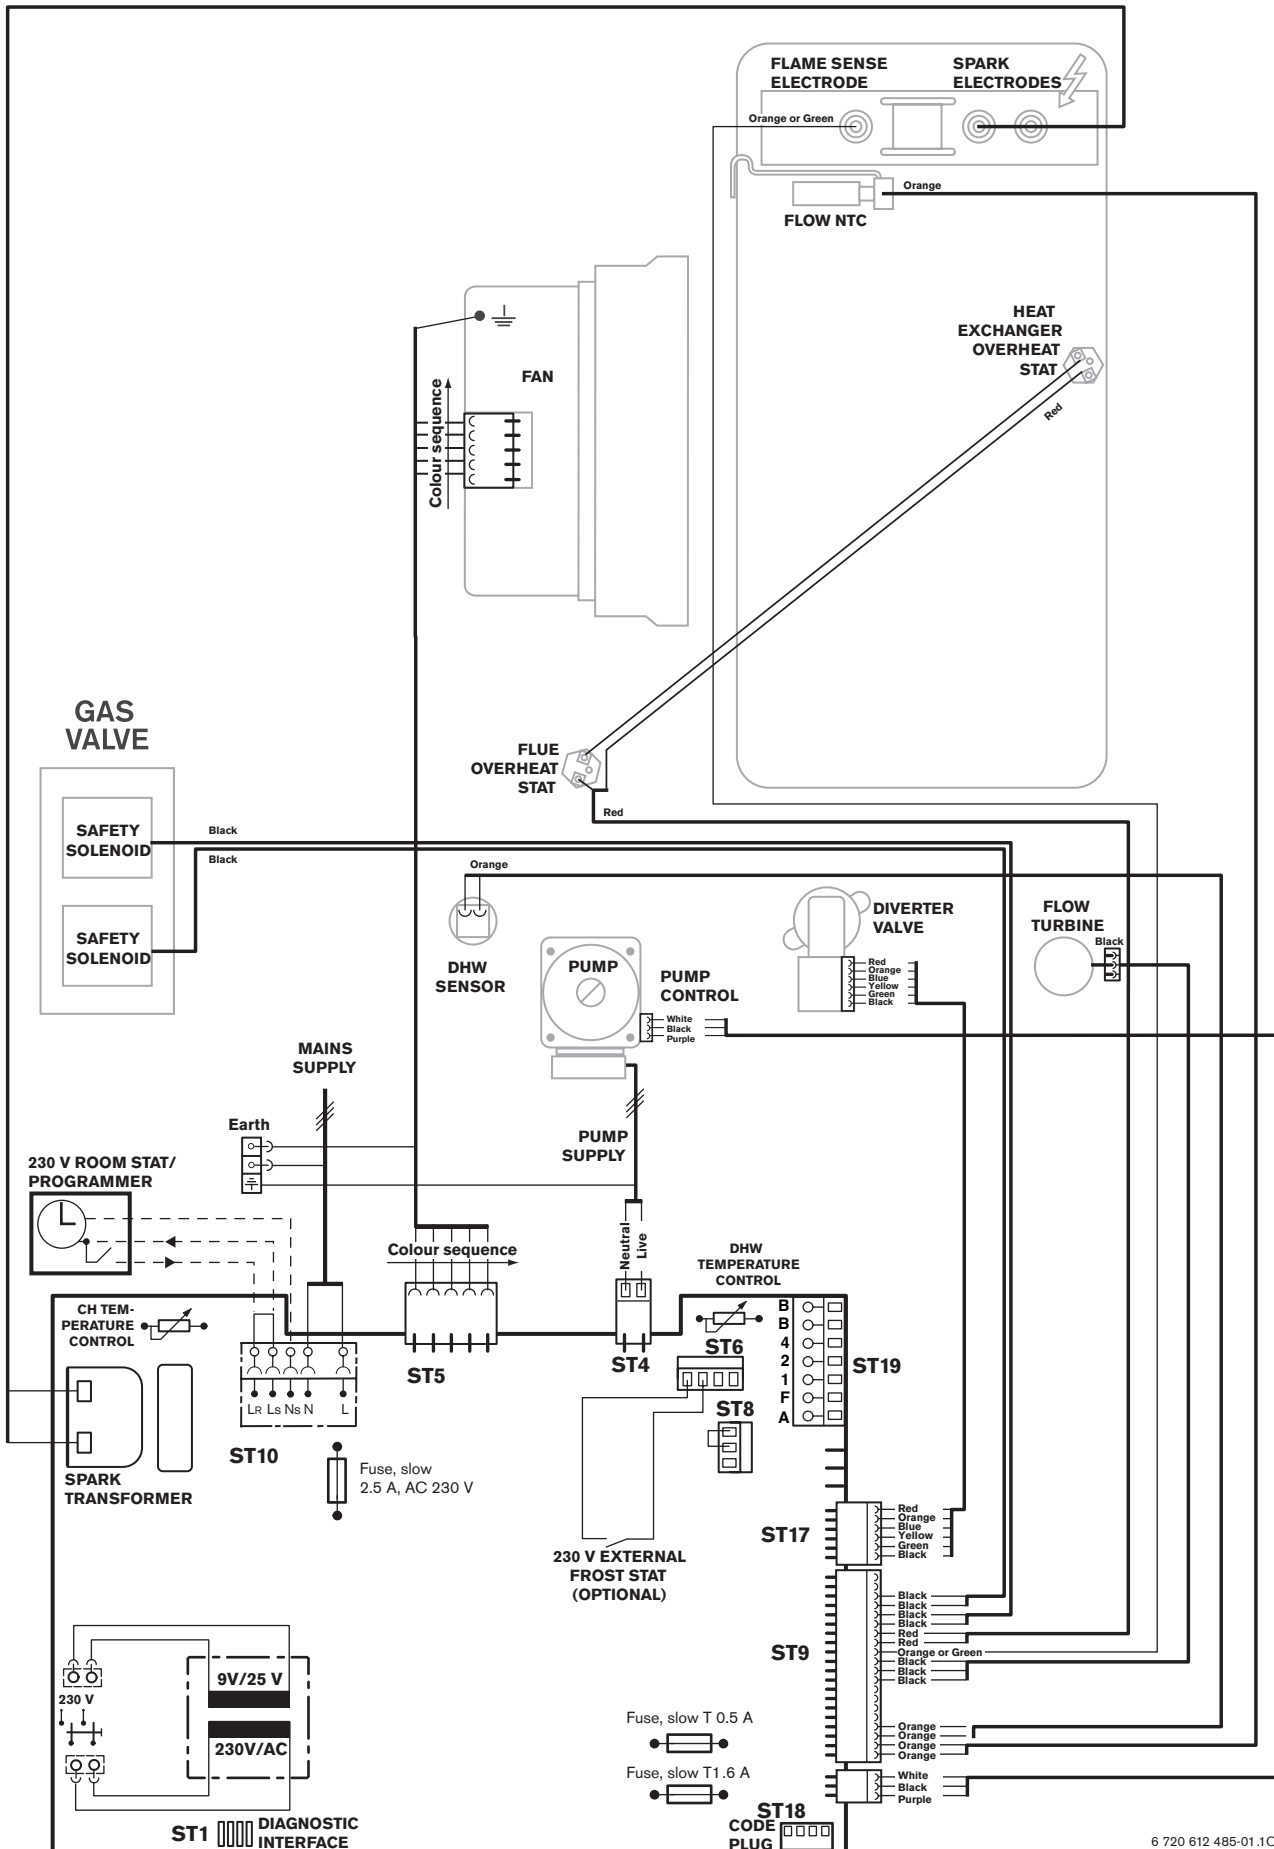 FLAME SENSE
ELECTRODE
SPARK
ELECTRODES
Orange or Green
Orange
FLOW NTC
HEAT
EXCHANGER
OVERHEAT
STAT
Red
FAN
Colour sequence
GAS
VALVE
FLUE
OVERHEAT
STAT
Red
SAFETY
SOLENOID
Black
Black
Orange
SAFETY
SOLENOID
DHW
SENSOR
PUMP
PUMP
CONTROL
White
Black
Purple
DIVERTER
VALVE
Red
Orange
Blue
Yellow
Green
Black
FLOW
TURBINE
Black
MAINS
SUPPLY
Earth
PUMP
SUPPLY
230 V ROOM STAT/
PROGRAMMER
Neutral
Live
Colour sequence
DHW
TEMPERATURE
CONTROL
CH TEM-
PERATURE
CONTROL
B
B
4
2
1
F
A
ST19
ST6
ST4
ST5
ST8
LR LS NS N L
ST10
SPARK
TRANSFORMER
Fuse, slow
2.5 A, AC 230 V
230 V EXTERNAL
FROST STAT
(OPTIONAL)
ST17
Red
Orange
Blue
Yellow
Green
Black
ST9
Black
Black
Black
Black
Red
Red
Orange or Green
Black
Black
Black
Orange
Orange
Orange
Orange
9V/25 V
230 V
230V/AC
Fuse, slow T 0.5 A
Fuse, slow T1.6 A
White
Black
Purple
ST18
CODE
PLUG
ST1
DIAGNOSTIC
INTERFACE
6 720 612 485-01.1O